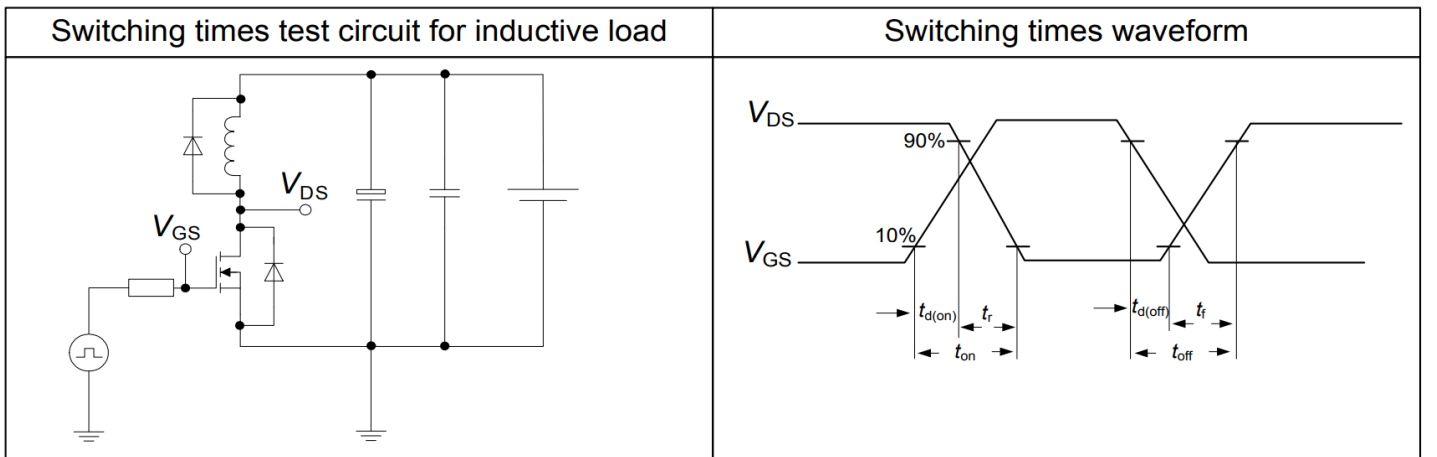 Switching times test circuit for inductive load
Switching times waveform
VDS
VGS
VDS
90%
10%
VGS
td(on)
tr
td(off)
tf
ton
toff